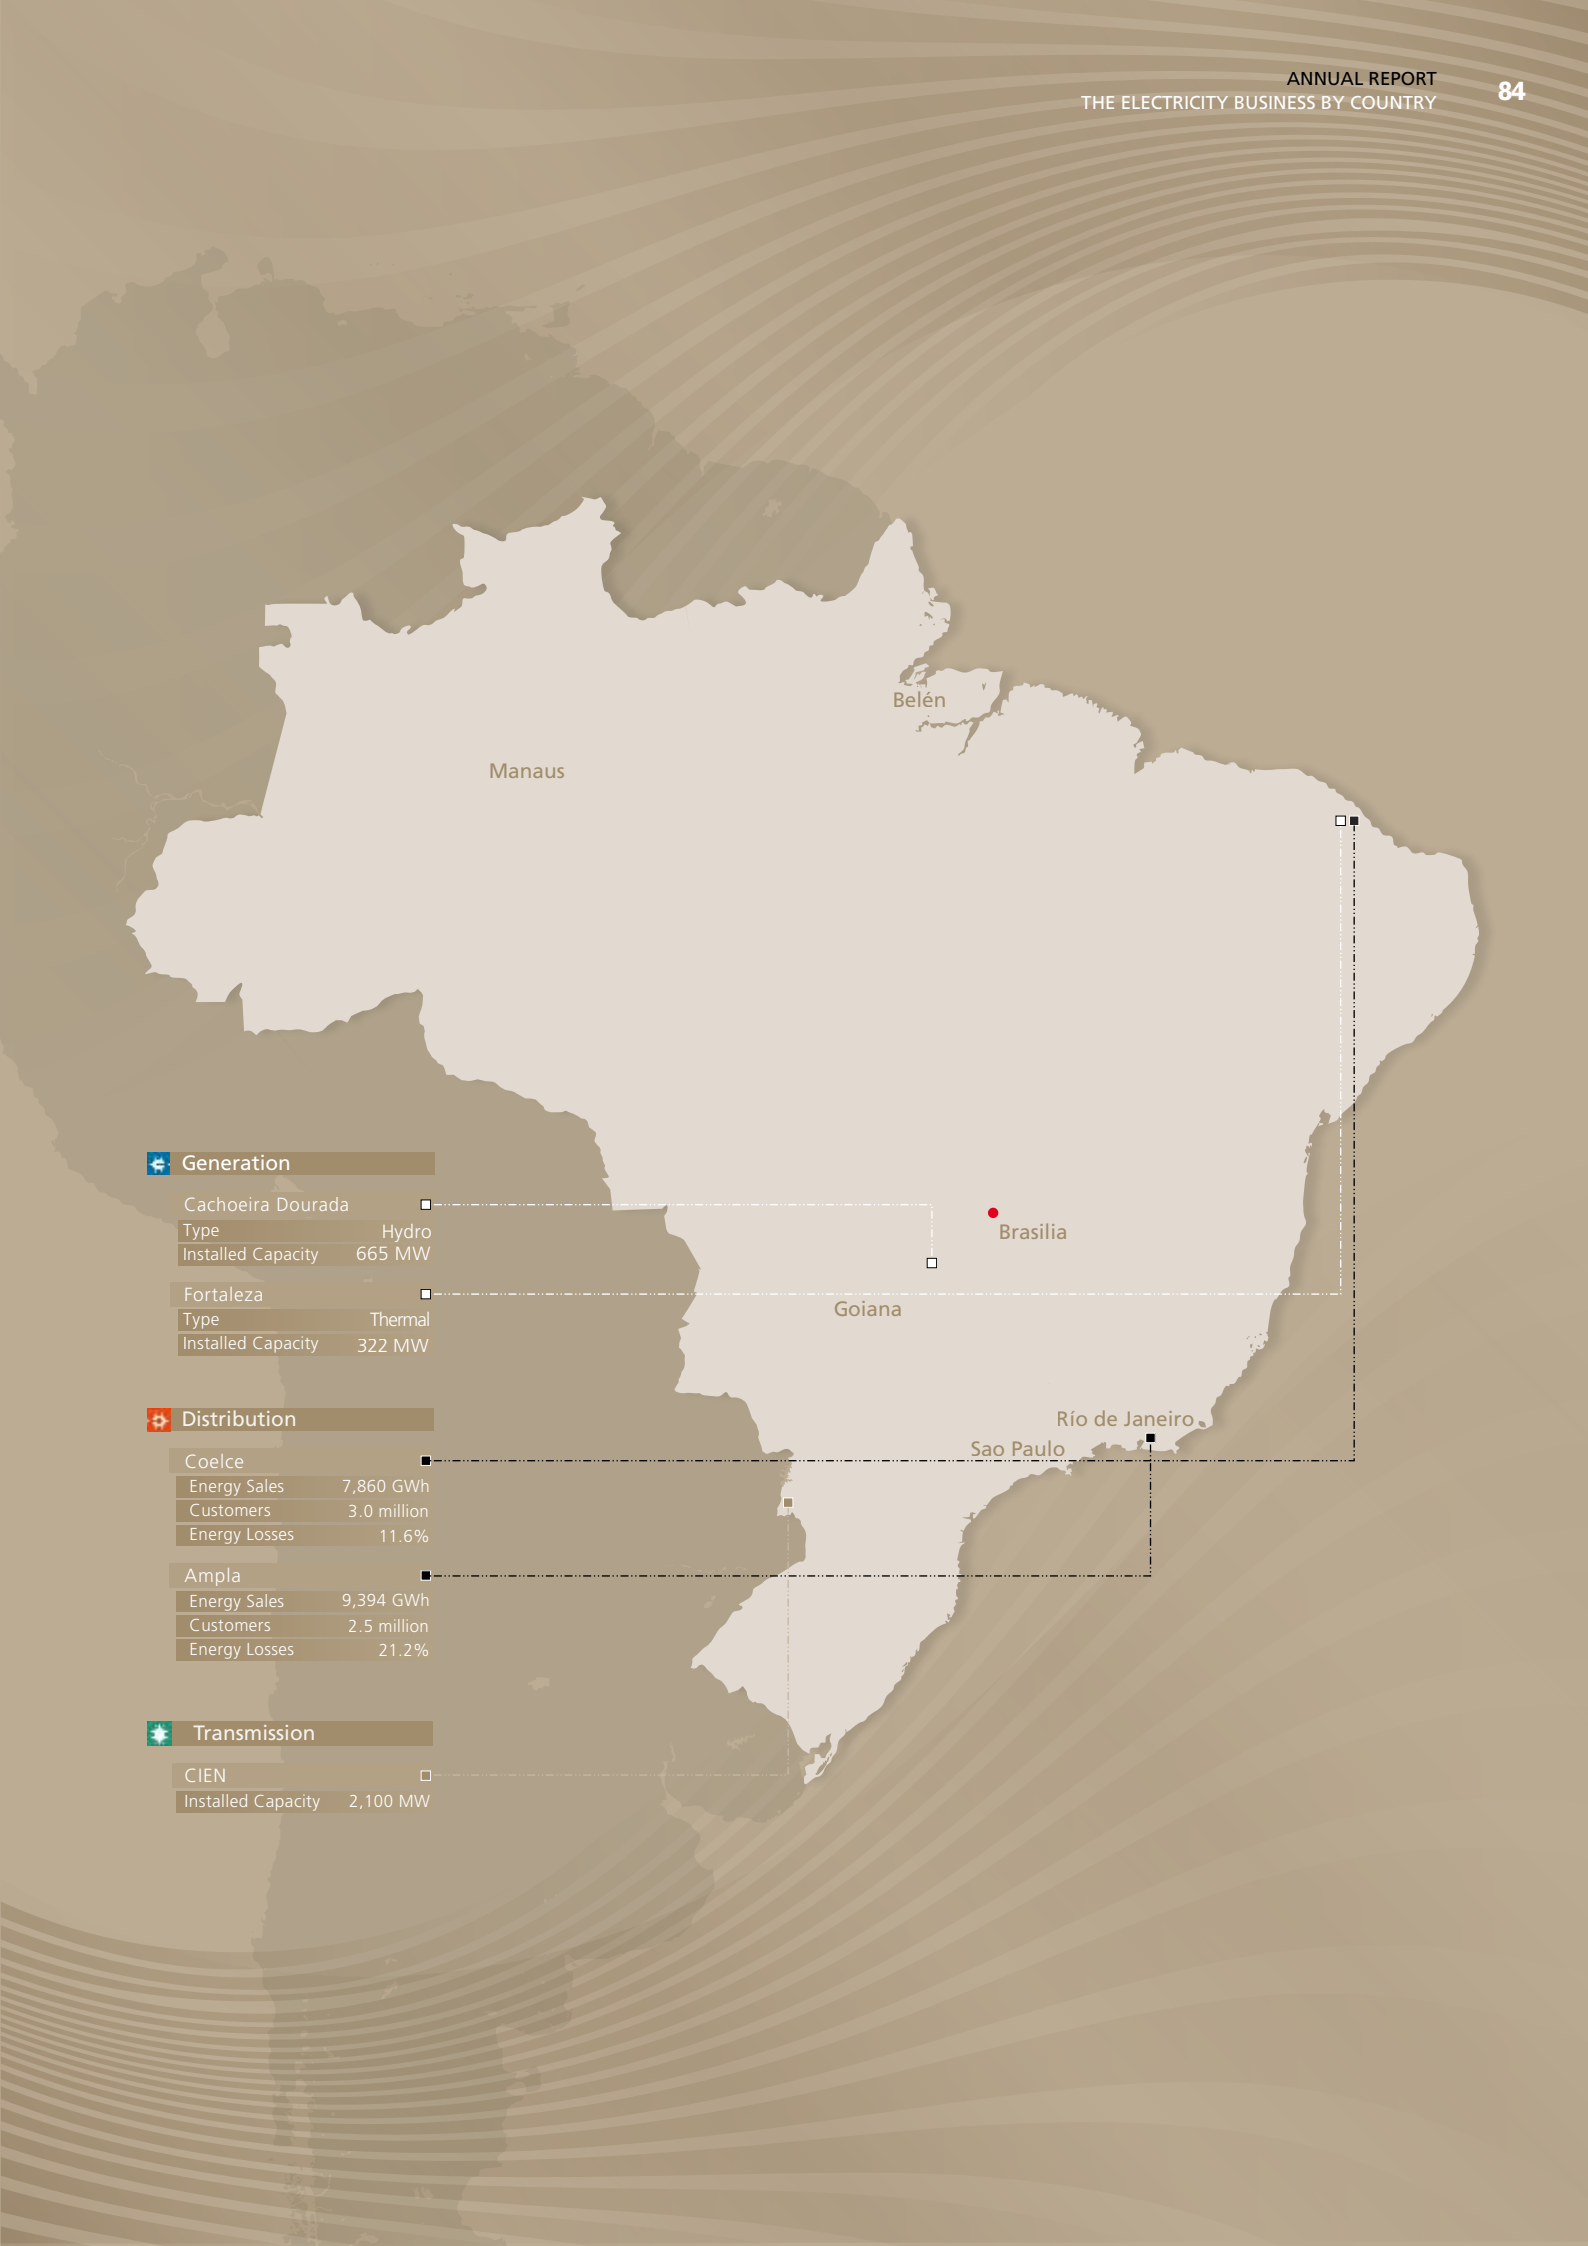 ANNUAL REPORT
THE ELECTRICITY BUSINESS BY COUNTRY
84
Belén
Manaus
Generation
Cachoeira Dourada
Type Hydro
Installed Capacity 665 MW
Fortaleza
Type Thermal
Installed Capacity 322 MW
Brasilia
Goiana
Distribution
Coelce
Energy Sales 7,860 GWh
Customers 3.0 million
Energy Losses 11.6%
Ampla
Energy Sales 9,394 GWh
Customers 2.5 million
Energy Losses 21.2%
Río de Janeiro
Sao Paulo
Transmission
CIEN
Installed Capacity 2,100 MW